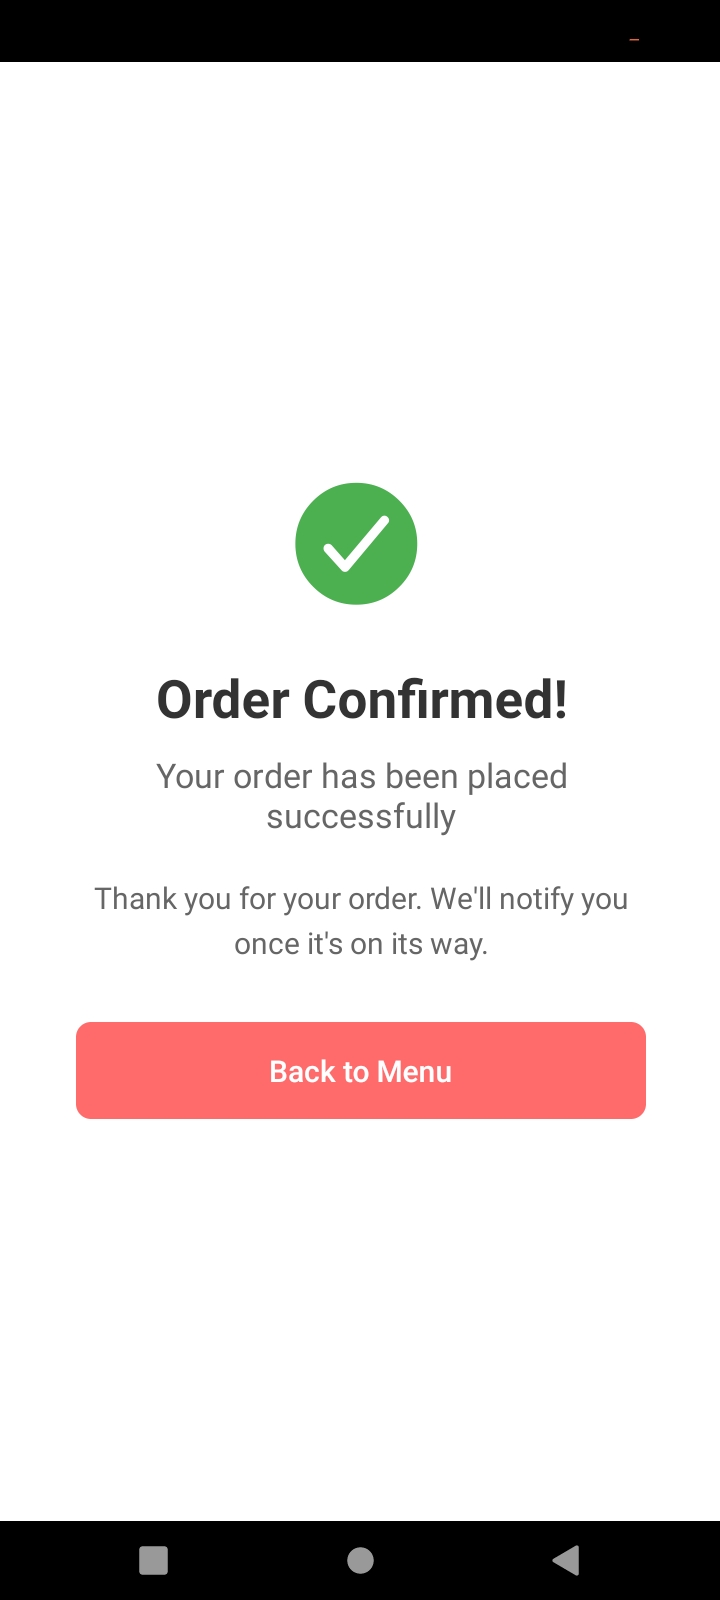 Order Confirmed!
Your order has been placed
successfully
Thank you for your order. We'll notify you
once it's on its way.
Back to Menu